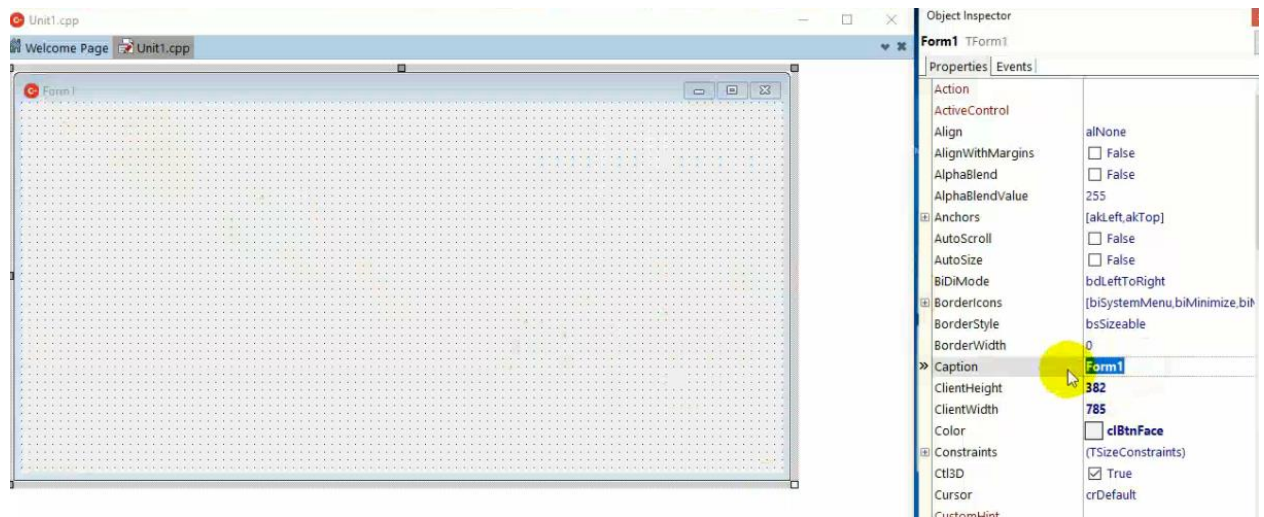 Unit1.cpp
Welcome Page Unit1.cpp
Form1
Object Inspector
Form1 TForm1
Properties Events
Action
ActiveControl
Align alNone
AlignWithMargins False
AlphaBlend False
AlphaBlendValue 255
Anchors [akLeft,akTop]
AutoScroll False
AutoSize False
BiDiMode bdLeftToRight
BorderIcons [biSystemMenu,biMinimize,biM
BorderStyle bsSizeable
BorderWidth 0
Caption Form1
ClientHeight 382
ClientWidth 785
Color clBtnFace
Constraints (TSizeConstraints)
Ctl3D True
Cursor crDefault
CustomHint